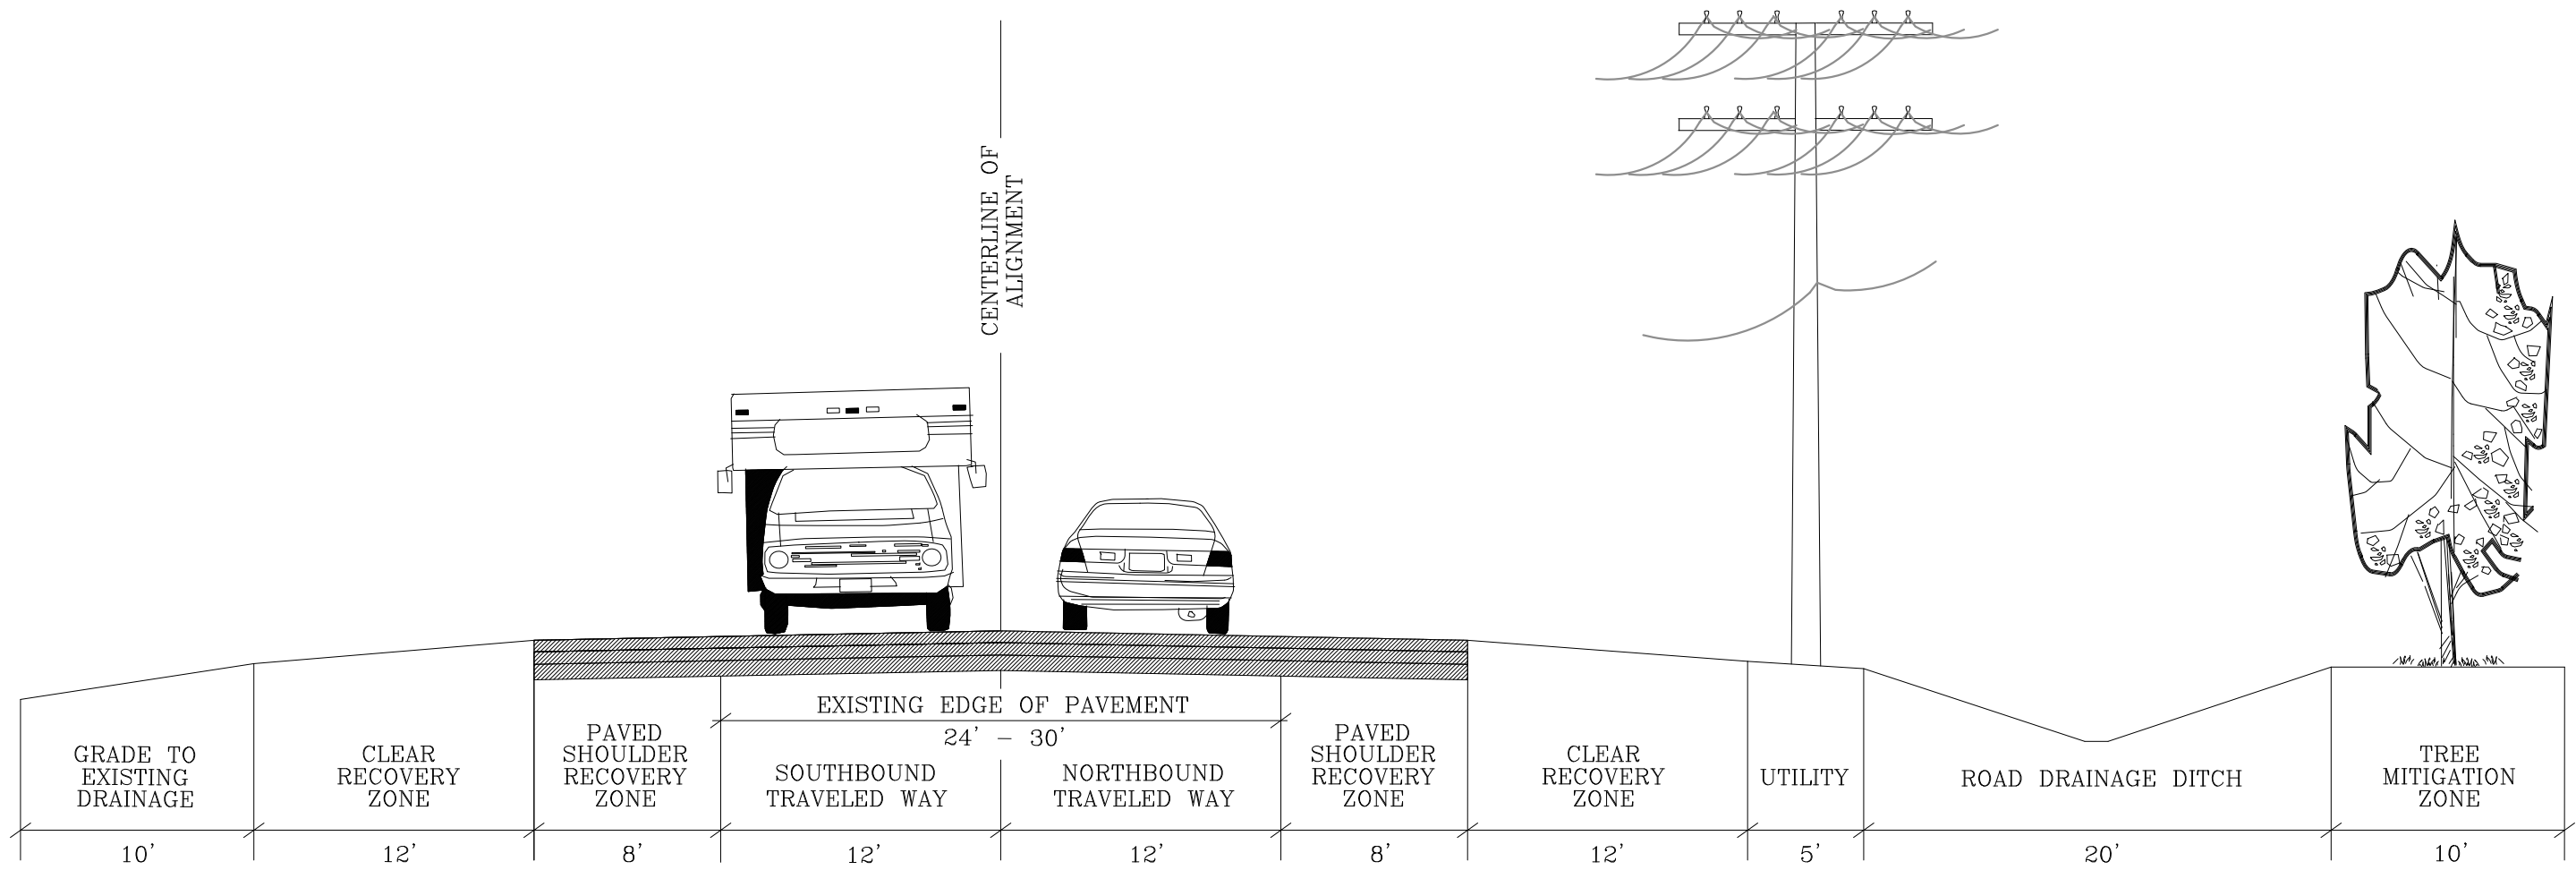 CENTERLINE OF
ALIGNMENT
EXISTING EDGE OF PAVEMENT
24' - 30'
GRADE TO
EXISTING
DRAINAGE
CLEAR
RECOVERY
ZONE
PAVED
SHOULDER
RECOVERY
ZONE
SOUTHBOUND
TRAVELED WAY
NORTHBOUND
TRAVELED WAY
PAVED
SHOULDER
RECOVERY
ZONE
CLEAR
RECOVERY
ZONE
UTILITY
ROAD DRAINAGE DITCH
TREE
MITIGATION
ZONE
10'
12'
8'
12'
12'
8'
12'
5'
20'
10'